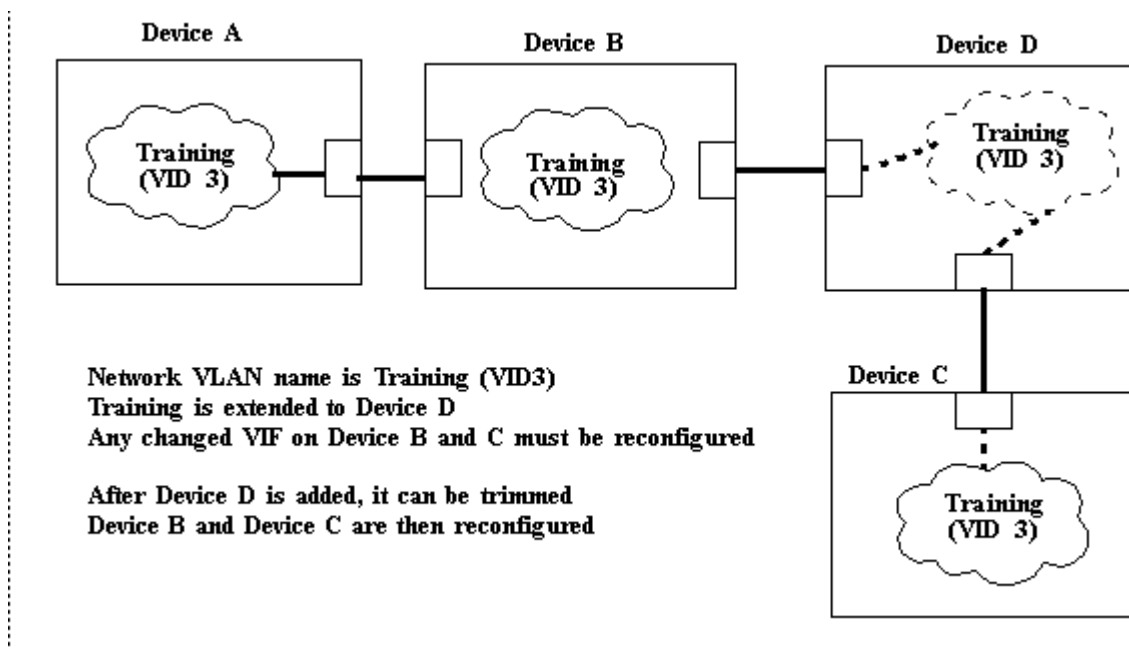 Device A
Device B
Device D
Training
(VID 3)
Training
(VID 3)
Training
(VID 3)
Network VLAN name is Training (VID3)
Training is extended to Device D
Any changed VIF on Device B and C must be reconfigured
After Device D is added, it can be trimmed
Device B and Device C are then reconfigured
Device C
Training
(VID 3)